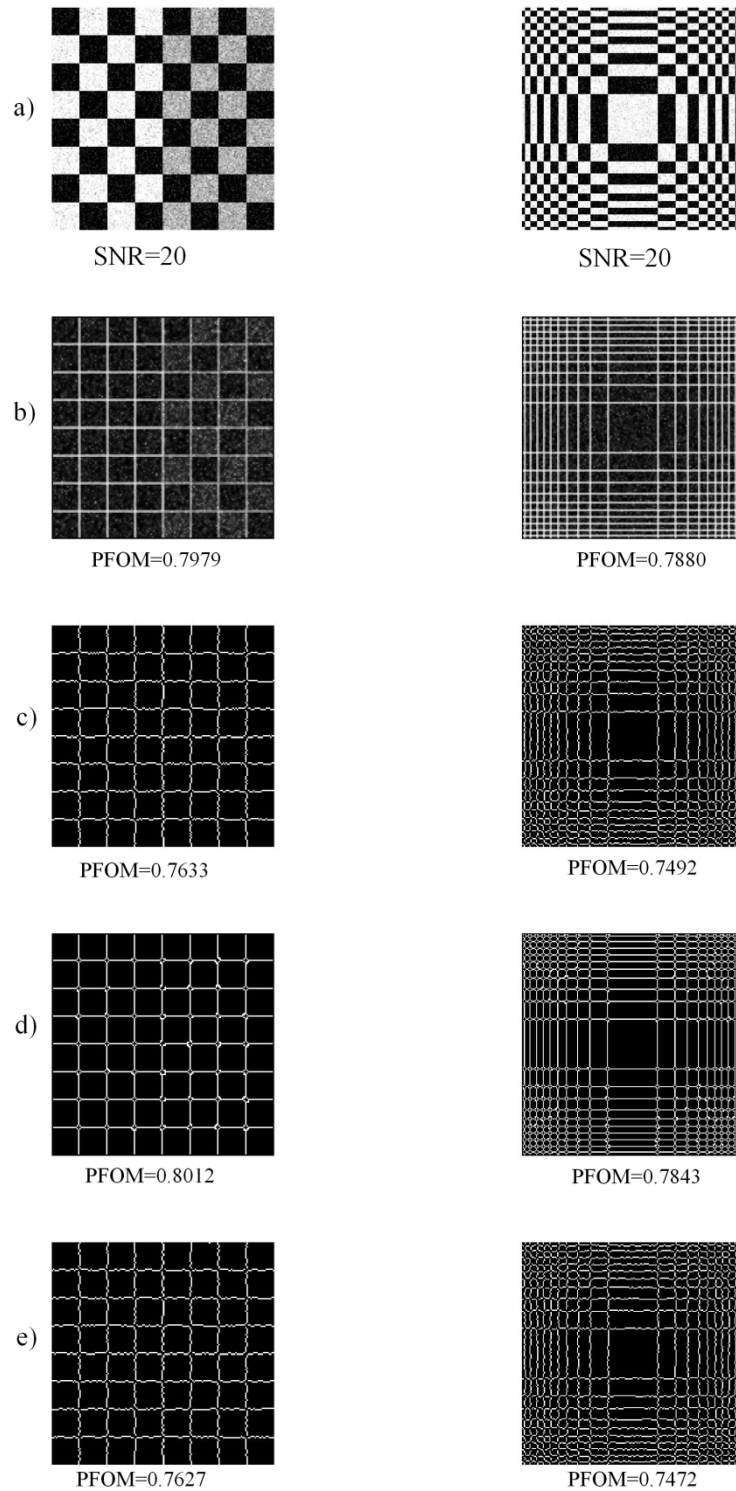 a)
SNR=20 SNR=20
b)
PFOM=0.7979 PFOM=0.7880
c)
PFOM=0.7633 PFOM=0.7492
d)
PFOM=0.8012 PFOM=0.7843
e)
PFOM=0.7627 PFOM=0.7472